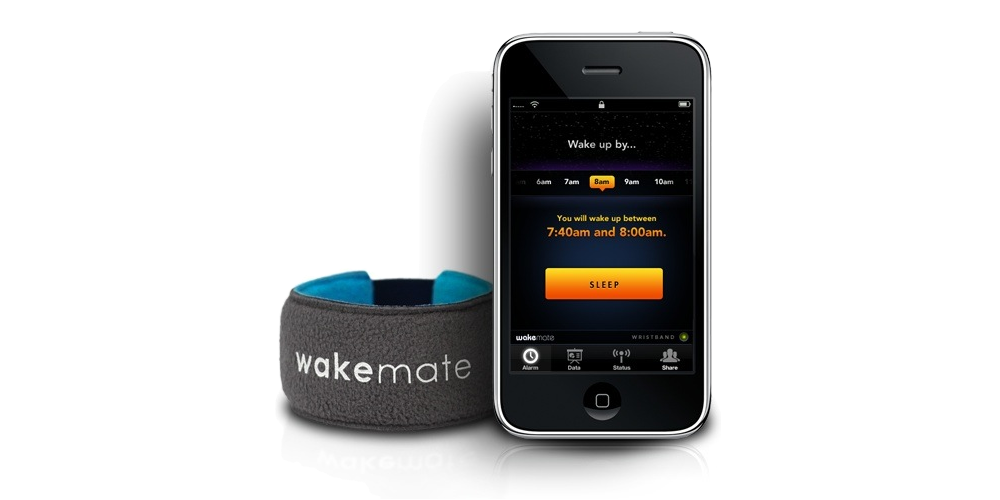 wakemate
Wake up by...
6am 7am 8am 9am 10am
You will wake up between
7:40am and 8:00am.
SLEEP
wakemate WRISTBAND
Alarm Data Status Share